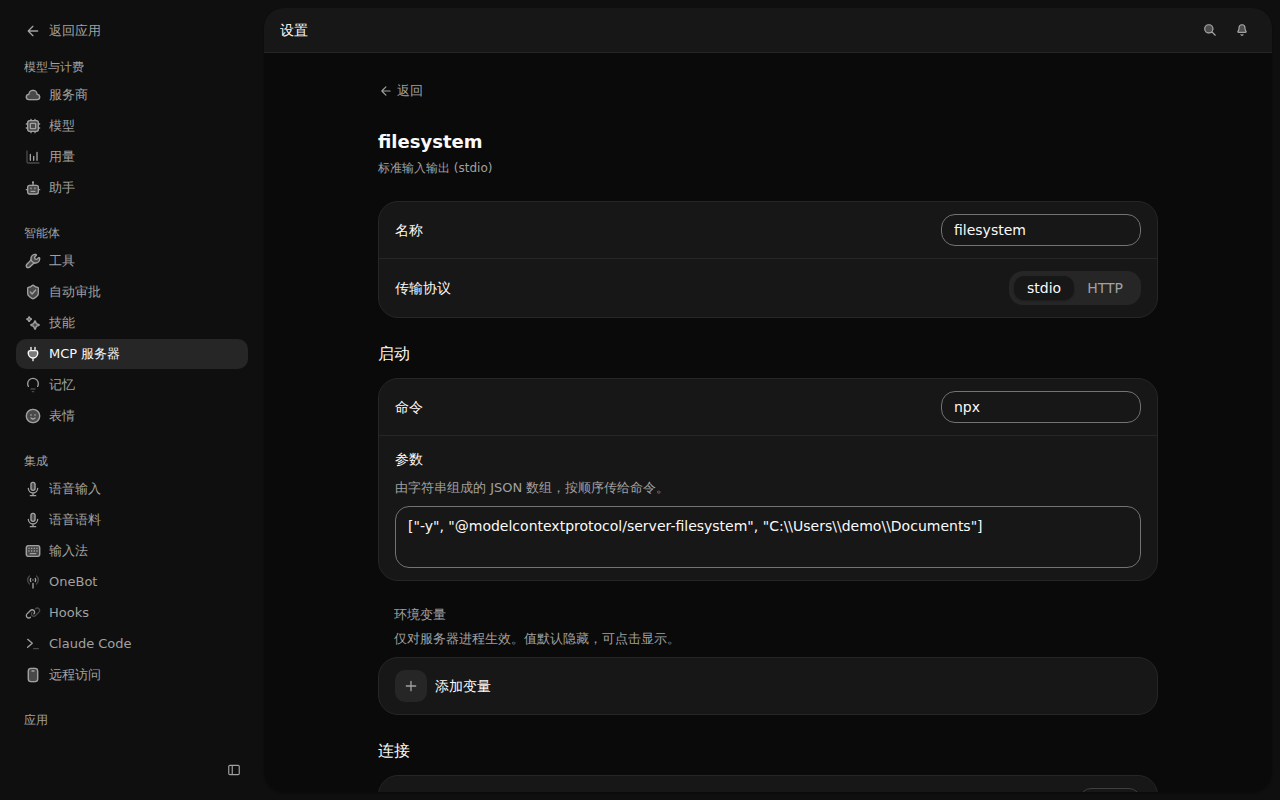 返回应用
模型与计费
服务商
模型
用量
助手
智能体
工具
自动审批
技能
MCP 服务器
记忆
表情
集成
语音输入
语音语料
输入法
OneBot
Hooks
Claude Code
远程访问
应用
设置
返回
filesystem
标准输入输出 (stdio)
名称
filesystem
传输协议
stdio
HTTP
启动
命令
npx
参数
由字符串组成的 JSON 数组，按顺序传给命令。
["-y", "@modelcontextprotocol/server-filesystem", "C:\\Users\\demo\\Documents"]
环境变量
仅对服务器进程生效。值默认隐藏，可点击显示。
添加变量
连接